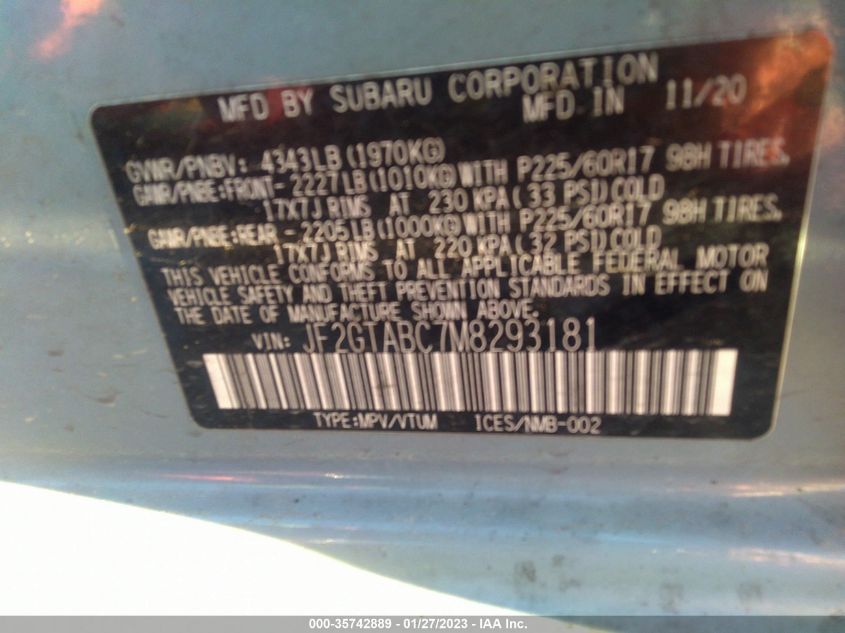 MFD BY SUBARU CORPORATION
MFD IN 11/20
GVWR/PNBV: 4343LB(1970KG)
GAWR/PNBE:FRONT- 2227LB(1010KG)WITH P225/60R17 98H TIRES,
17X7J RIMS AT 230 KPA( 33 PSI)COLD
GAWR/PNBE:REAR - 2205LB(1000KG)WITH P225/60R17 98H TIRES,
17X7J RIMS AT 220 KPA( 32 PSI)COLD
THIS VEHICLE CONFORMS TO ALL APPLICABLE FEDERAL MOTOR
VEHICLE SAFETY AND THEFT PREVENTION STANDARDS IN EFFECT ON
THE DATE OF MANUFACTURE SHOWN ABOVE.
VIN: JF2GTABC7M8293181
TYPE:MPV/VTUM ICES/NMB-002
000-35742889 / 01/27/2023 / IAA Inc.